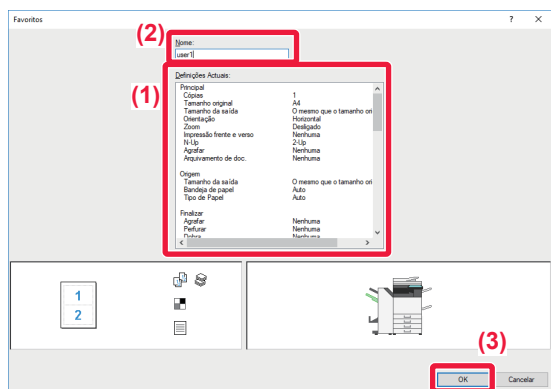 Favoritos ? ×
(2)
Nome:
user1
(1)
Definições Actuais:
Principal
Cópias 1
Tamanho original A4
Tamanho da saída O mesmo que o tamanho ori
Orientação Horizontal
Zoom Desligado
Impressão frente e verso Nenhuma
N-Up 2-Up
Agrafar Nenhuma
Arquivamento de doc. Nenhuma
Origem
Tamanho da saída O mesmo que o tamanho ori
Bandeja de papel Auto
Tipo de Papel Auto
Finalizar
Agrafar Nenhuma
Perfurar Nenhuma
Dobra Nenhuma
1
2
(3)
OK Cancelar